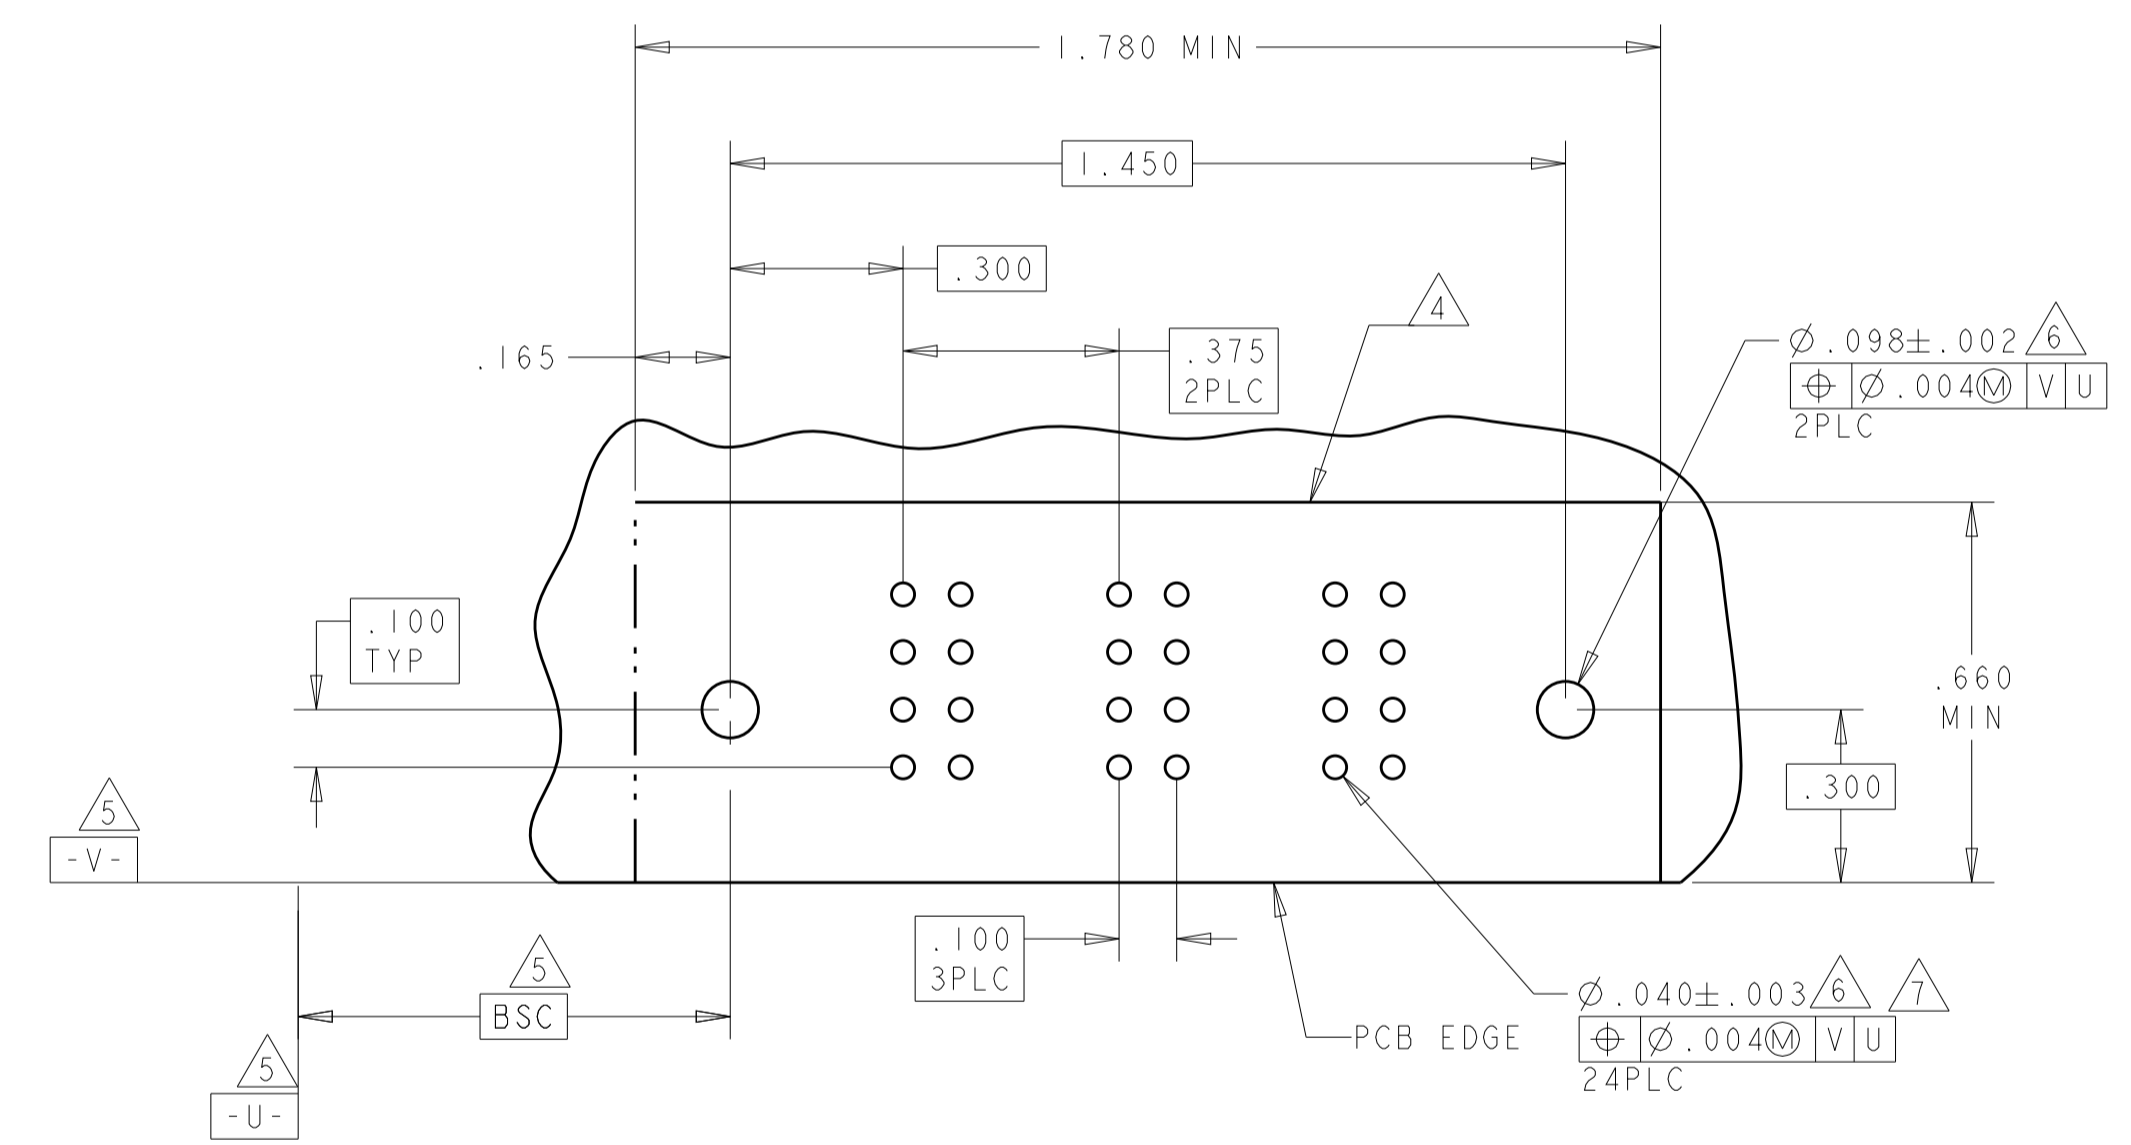 1.780 MIN
1.450
.300
4
.165
.375
2PLC
Ø.098±.002 6
⌖ Ø.004Ⓜ V U
2PLC
.100
TYP
.660
MIN
.300
5
-V-
.100
3PLC
5
BSC
Ø.040±.003 6 7
⌖ Ø.004Ⓜ V U
24PLC
PCB EDGE
5
-U-